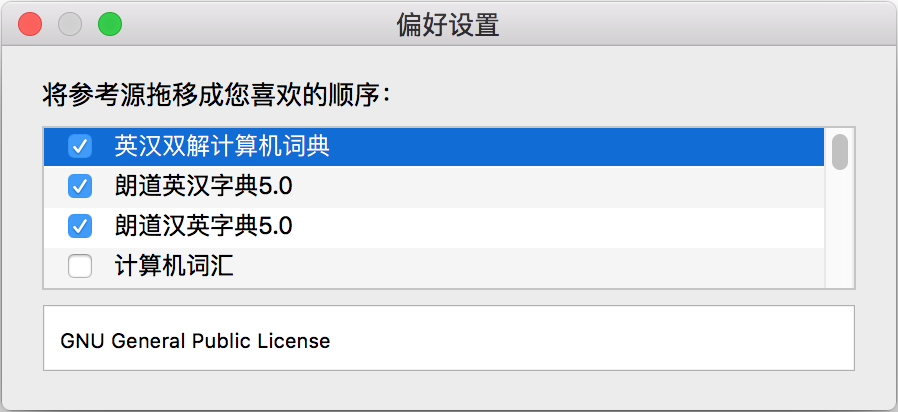 偏好设置
将参考源拖移成您喜欢的顺序：
英汉双解计算机词典
朗道英汉字典5.0
朗道汉英字典5.0
计算机词汇
GNU General Public License